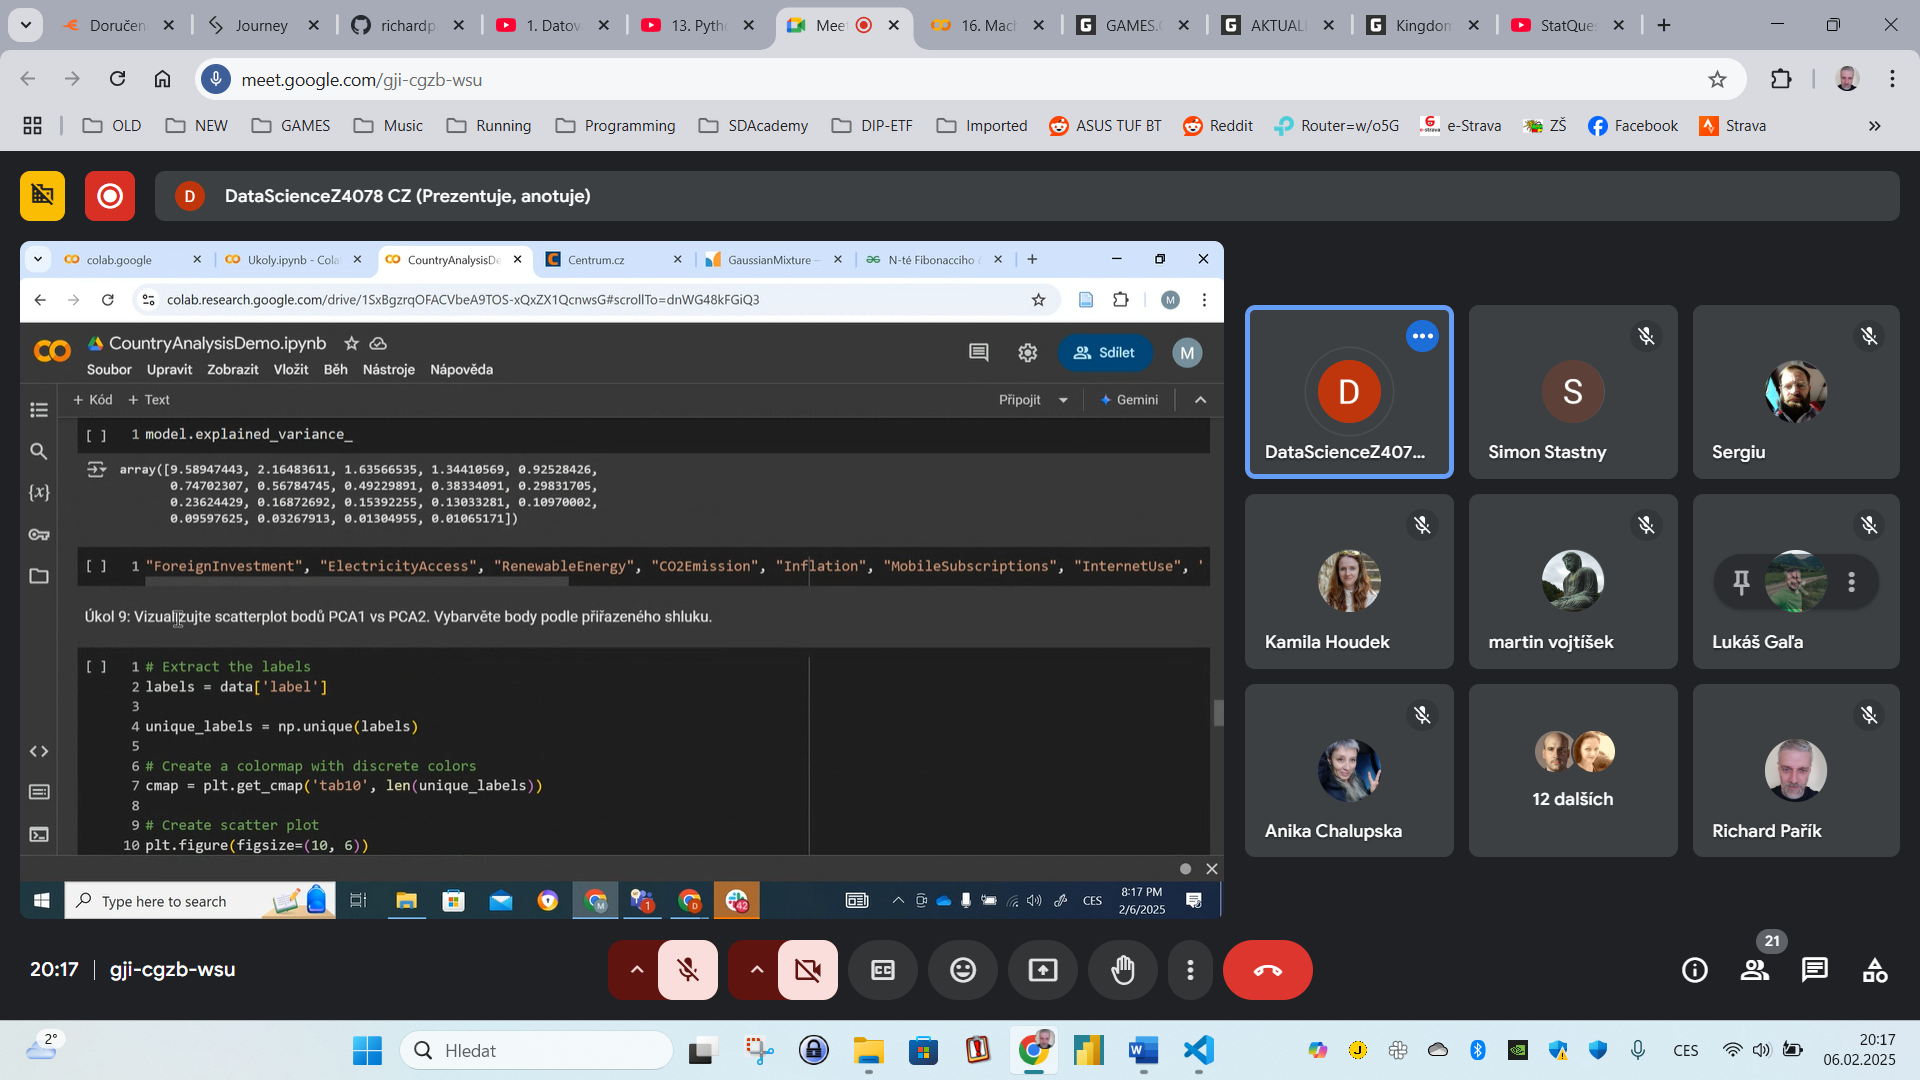 Doručen
Journey
richardp
1. Datov
13. Pyth
Mee
16. Mach
GAMES.
AKTUAL
Kingdom
StatQues
meet.google.com/gji-cgzb-wsu
OLD
NEW
GAMES
Music
Running
Programming
SDAcademy
DIP-ETF
Imported
ASUS TUF BT
Reddit
Router=w/o5G
e-Strava
ZŠ
Facebook
Strava
D
DataScienceZ4078 CZ (Prezentuje, anotuje)
colab.google
Ukoly.ipynb - Cola
CountryAnalysisDe
Centrum.cz
GaussianMixture –
N-té Fibonacciho č
colab.research.google.com/drive/1SxBgzrqOFACVbeA9TOS-xQxZX1QcnwsG#scrollTo=dnWG48kFGiQ3
M
CountryAnalysisDemo.ipynb
Soubor Upravit Zobrazit Vložit Běh Nástroje Nápověda
Sdílet
M
+ Kód + Text
Připojit
Gemini
[ ] 1 model.explained_variance_
array([9.58947443, 2.16483611, 1.63566535, 1.34410569, 0.92528426,
0.74702307, 0.56784745, 0.49229891, 0.38334091, 0.29831705,
0.23624429, 0.16872692, 0.15392255, 0.13033281, 0.10970002,
0.09597625, 0.03267913, 0.01304955, 0.01065171])
[ ] 1 "ForeignInvestment", "ElectricityAccess", "RenewableEnergy", "CO2Emission", "Inflation", "MobileSubscriptions", "InternetUse", '
Úkol 9: Vizualizujte scatterplot bodů PCA1 vs PCA2. Vybarvěte body podle přiřazeného shluku.
[ ] 1 # Extract the labels
2 labels = data['label']
3
4 unique_labels = np.unique(labels)
5
6 # Create a colormap with discrete colors
7 cmap = plt.get_cmap('tab10', len(unique_labels))
8
9 # Create scatter plot
10 plt.figure(figsize=(10, 6))
Type here to search
M
1
D
42
CES
8:17 PM
2/6/2025
D
DataScienceZ407...
S
Simon Stastny
Sergiu
Kamila Houdek
martin vojtíšek
Lukáš Gaľa
Anika Chalupska
12 dalších
Richard Pařík
20:17 | gji-cgzb-wsu
21
2°
Hledat
CES
20:17
06.02.2025